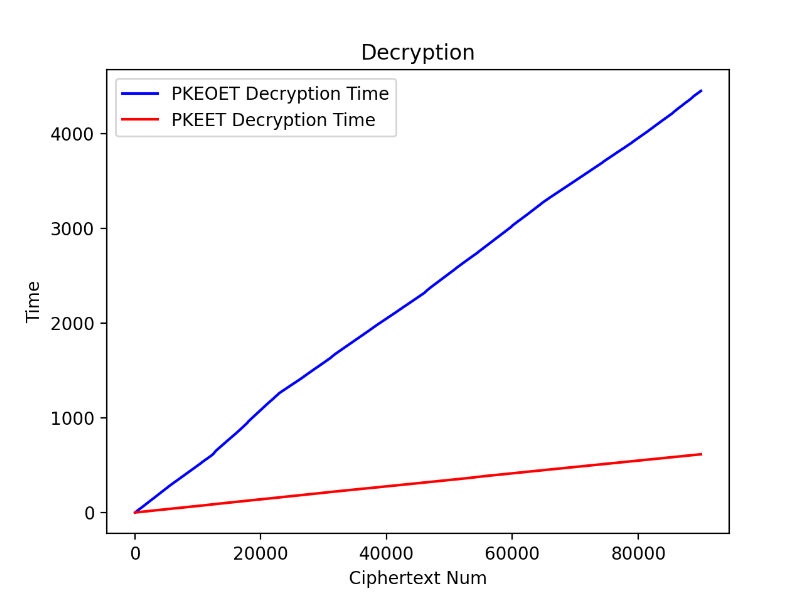 Decryption
PKEOET Decryption Time
PKEET Decryption Time
4000
3000
2000
1000
0
Time
0 20000 40000 60000 80000
Ciphertext Num